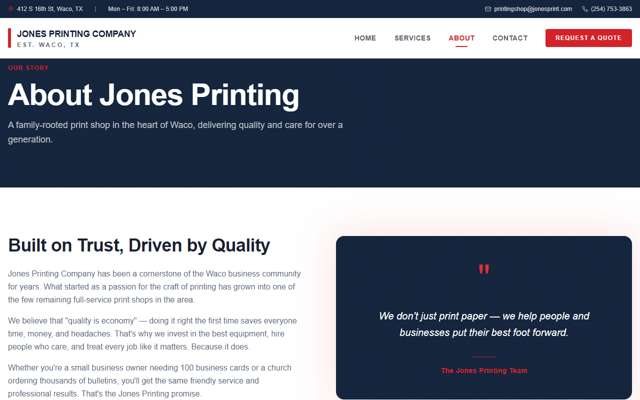 412 S 16th St, Waco, TX | Mon – Fri: 8:00 AM – 5:00 PM printingshop@jonesprint.com (254) 753-3863
JONES PRINTING COMPANY
EST. WACO, TX
HOME SERVICES ABOUT CONTACT REQUEST A QUOTE
OUR STORY
About Jones Printing
A family-rooted print shop in the heart of Waco, delivering quality and care for over a
generation.
Built on Trust, Driven by Quality
Jones Printing Company has been a cornerstone of the Waco business community
for years. What started as a passion for the craft of printing has grown into one of
the few remaining full-service print shops in the area.
We believe that "quality is economy" — doing it right the first time saves everyone
time, money, and headaches. That's why we invest in the best equipment, hire
people who care, and treat every job like it matters. Because it does.
Whether you're a small business owner needing 100 business cards or a church
ordering thousands of bulletins, you'll get the same friendly service and
professional results. That's the Jones Printing promise.
"
We don't just print paper — we help people and
businesses put their best foot forward.
The Jones Printing Team